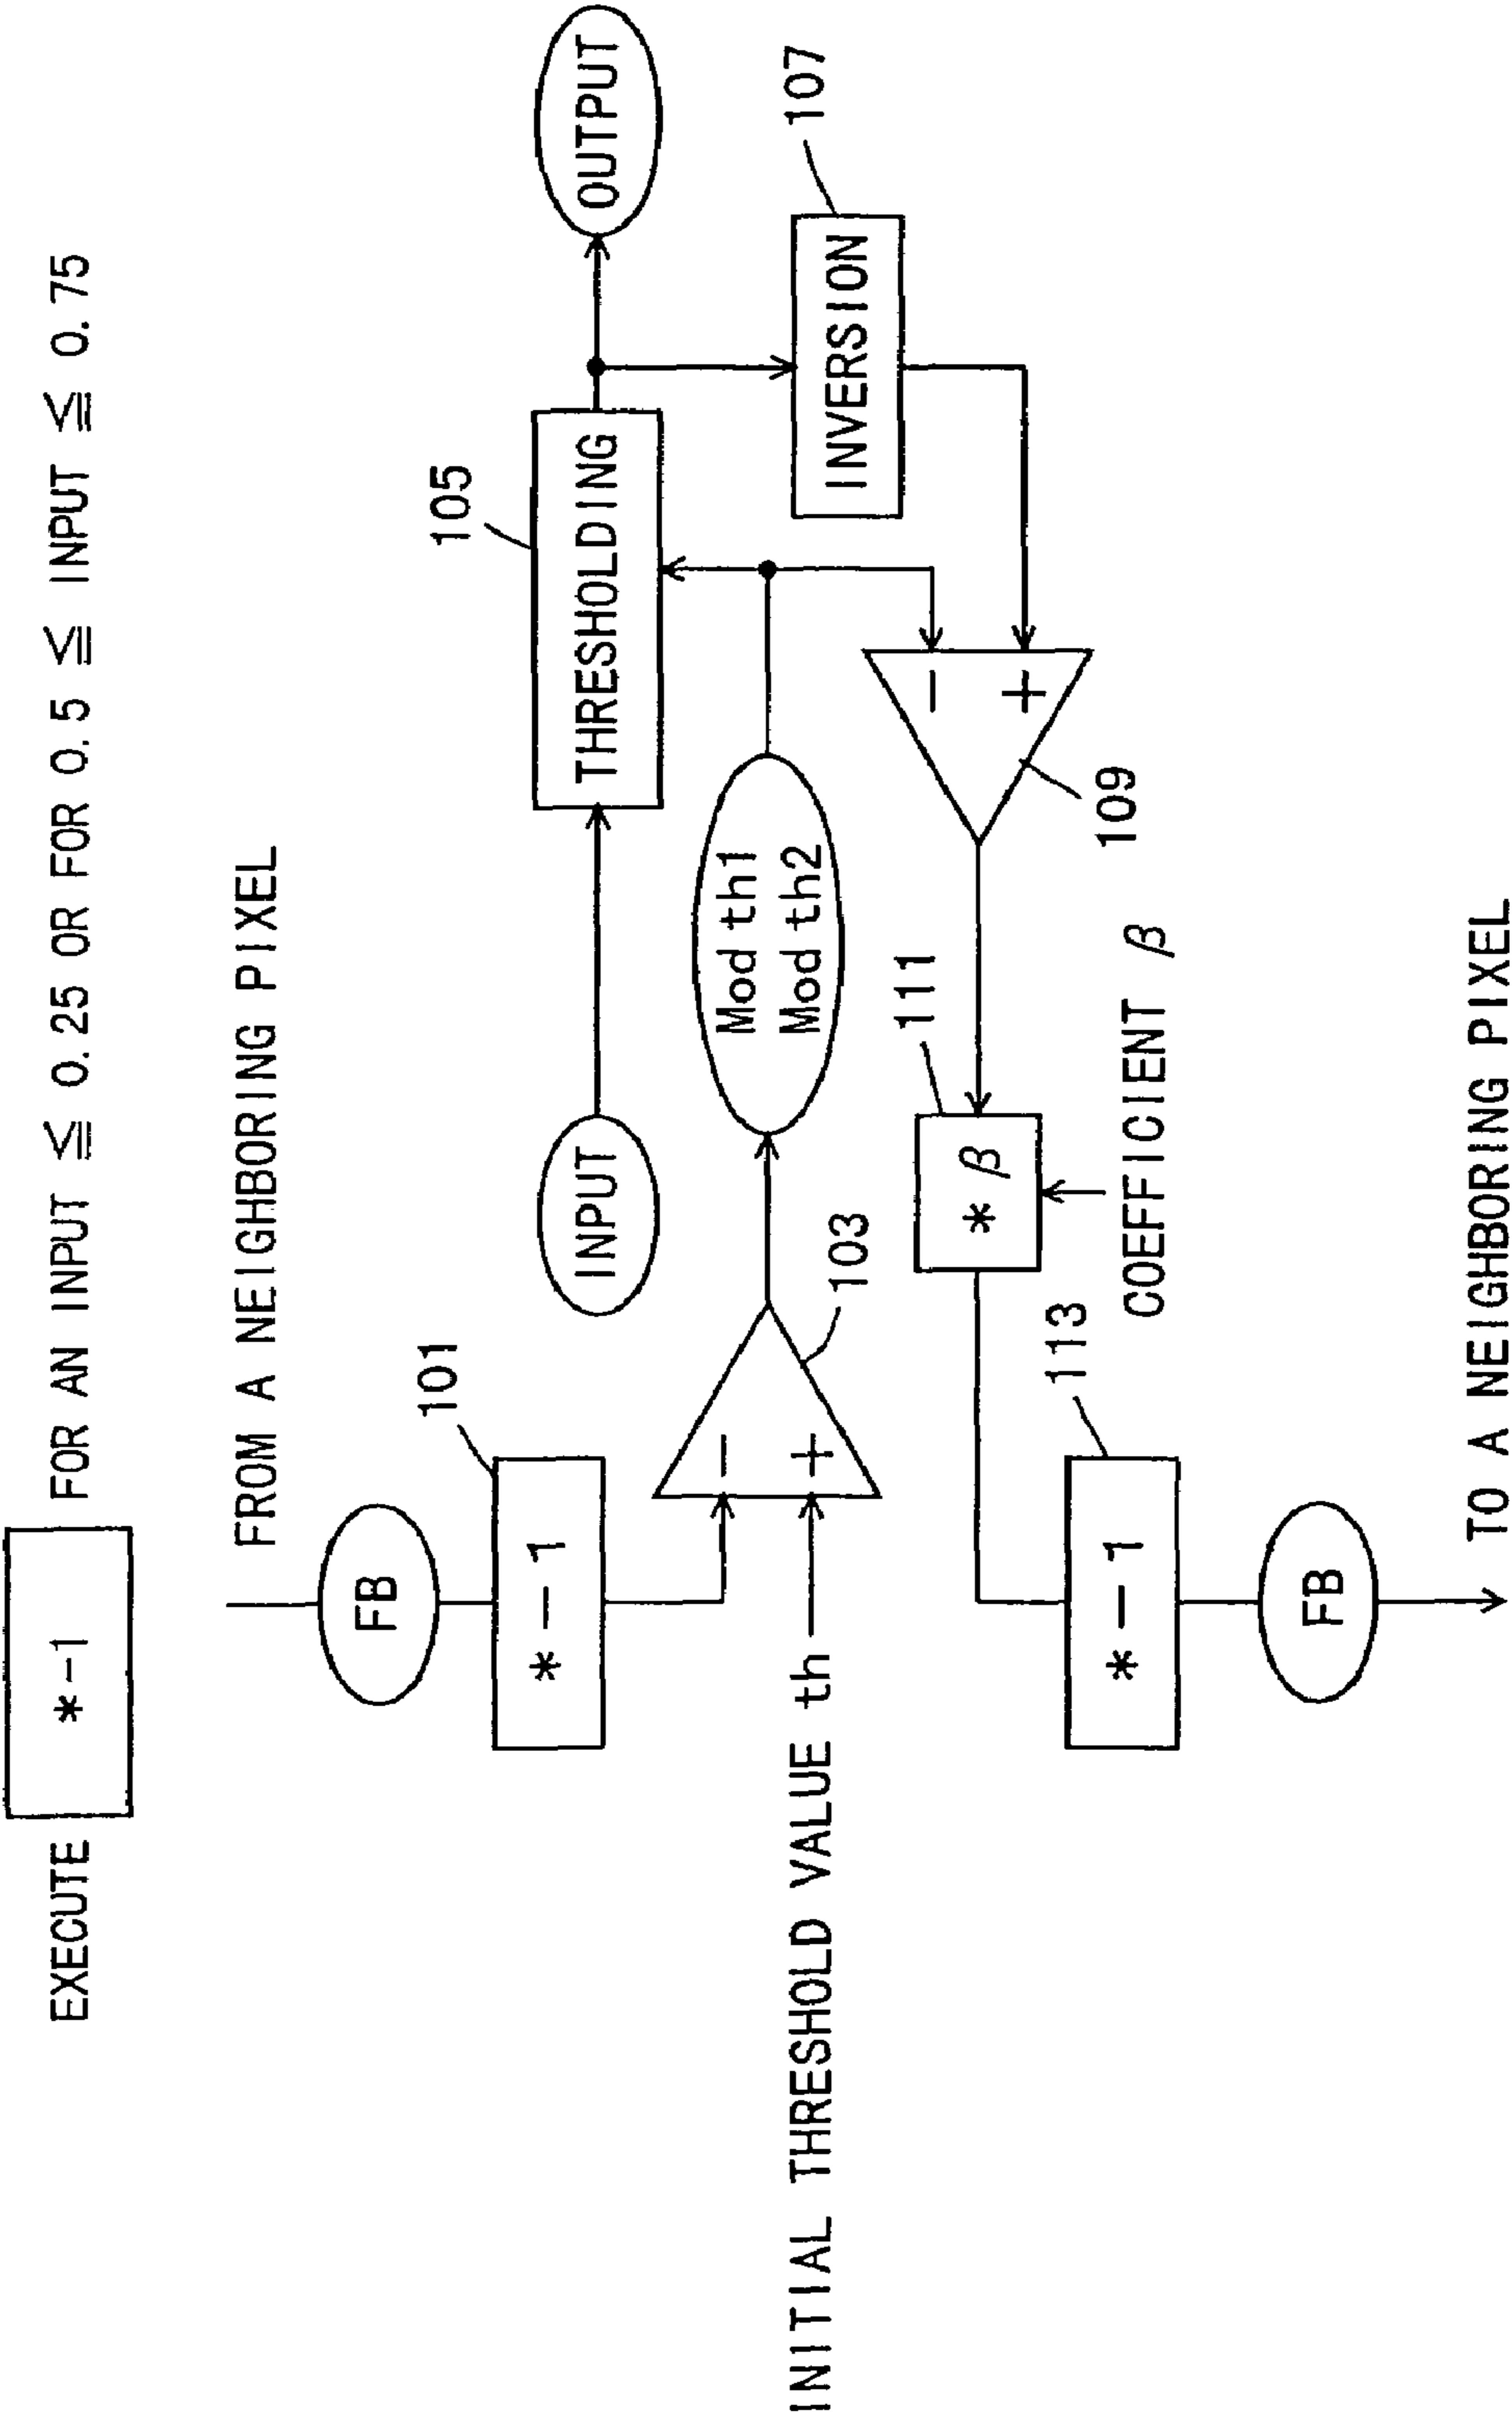 EXECUTE *-1 FOR AN INPUT ≦ 0.25 OR FOR 0.5 ≦ INPUT ≦ 0.75
FROM A NEIGHBORING PIXEL
FB
101
*-1
INPUT
105
THRESHOLDING
OUTPUT
107
INVERSION
INITIAL THRESHOLD VALUE th
-
+
103
Mod th1
Mod th2
-
+
109
111
*β
COEFFICIENT β
113
*-1
FB
TO A NEIGHBORING PIXEL